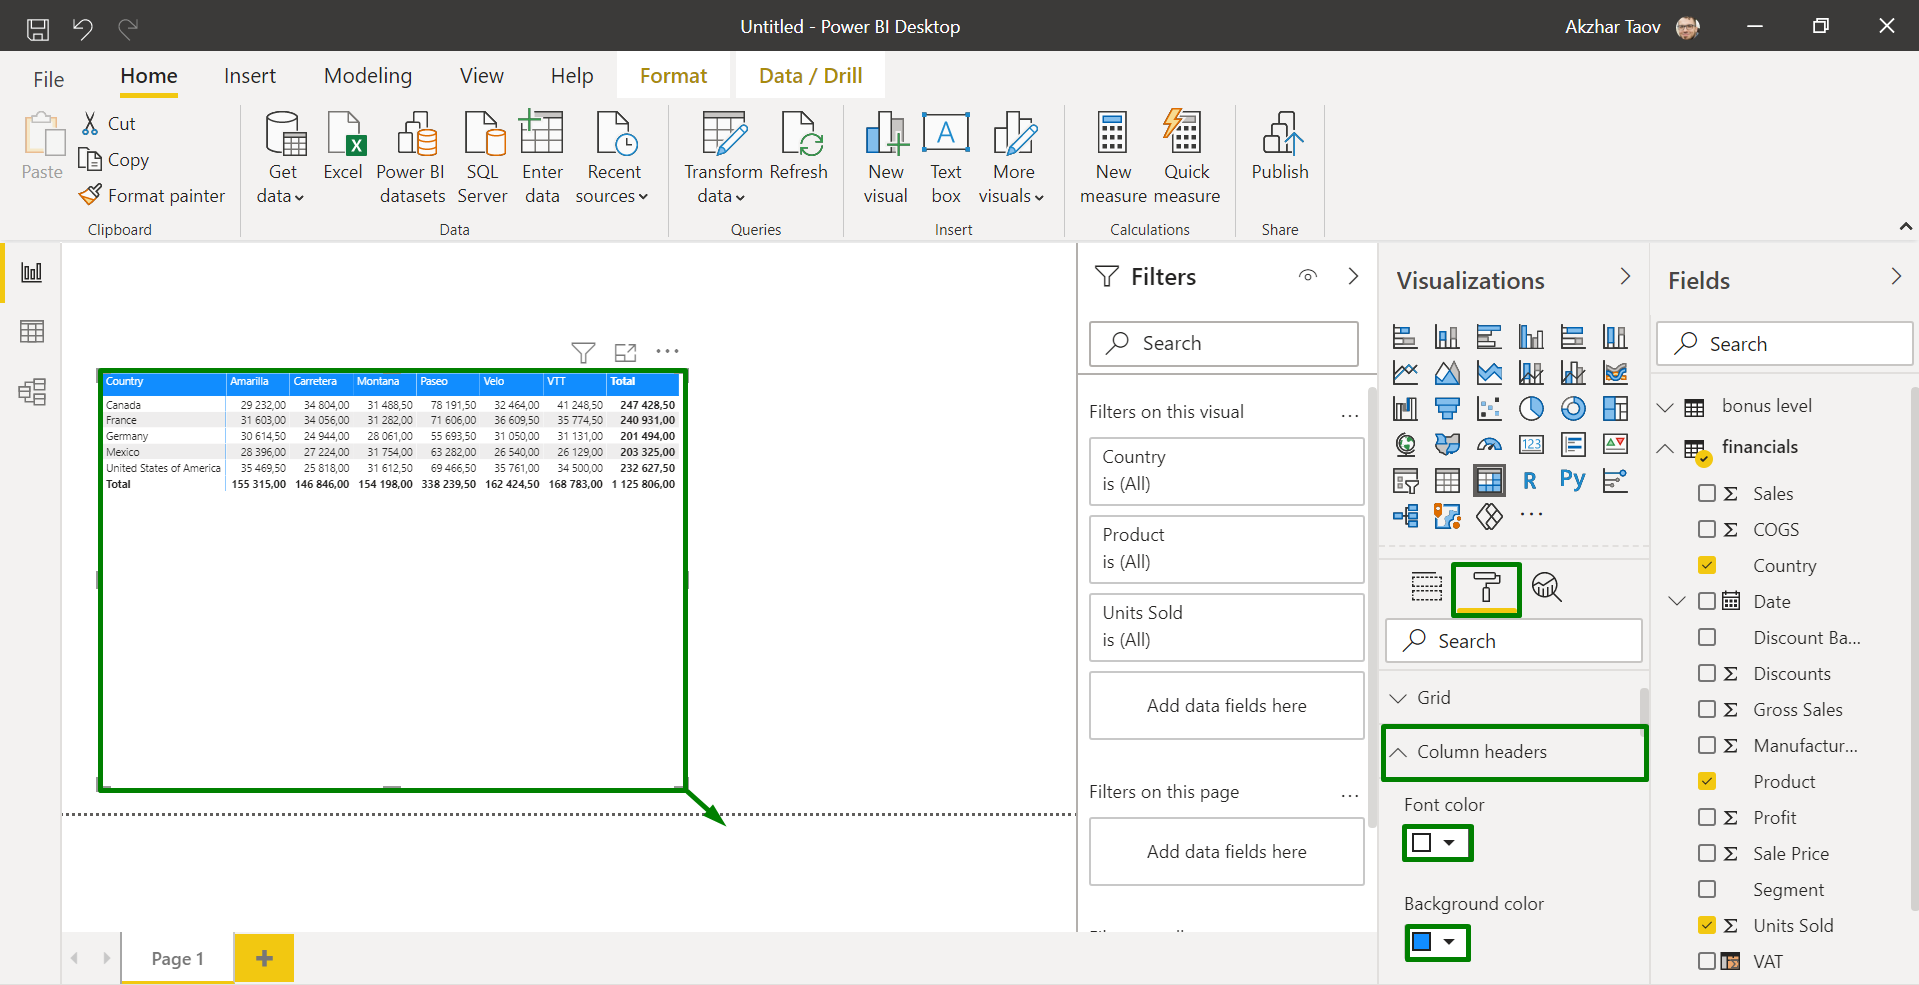 Untitled - Power BI Desktop
Akzhar Taov
File
Home
Insert
Modeling
View
Help
Format
Data / Drill
Paste
Cut
Copy
Format painter
Clipboard
Get data
Excel
Power BI datasets
SQL Server
Enter data
Recent sources
Data
Transform data
Refresh
Queries
New visual
A
Text box
More visuals
Insert
New measure
Quick measure
Calculations
Publish
Share
Country Amarilla Carretera Montana Paseo Velo VTT Total
Canada 29 232,00 34 804,00 31 488,50 78 191,50 32 464,00 41 248,50 247 428,50
France 31 603,00 34 056,00 31 282,00 71 606,00 36 609,50 35 774,50 240 931,00
Germany 30 614,50 24 944,00 28 061,00 55 693,50 31 050,00 31 131,00 201 494,00
Mexico 28 396,00 27 224,00 31 754,00 63 282,00 26 540,00 26 129,00 203 325,00
United States of America 35 469,50 25 818,00 31 612,50 69 466,50 35 761,00 34 500,00 232 627,50
Total 155 315,00 146 846,00 154 198,00 338 239,50 162 424,50 168 783,00 1 125 806,00
Page 1
Filters
Search
Filters on this visual
...
Country
is (All)
Product
is (All)
Units Sold
is (All)
Add data fields here
Filters on this page
...
Add data fields here
Visualizations
123
R
Py
...
Search
Grid
Column headers
Font color
Background color
Fields
Search
bonus level
financials
Σ Sales
Σ COGS
Country
Date
Discount Ba...
Σ Discounts
Σ Gross Sales
Σ Manufactur...
Product
Σ Profit
Σ Sale Price
Segment
Σ Units Sold
VAT